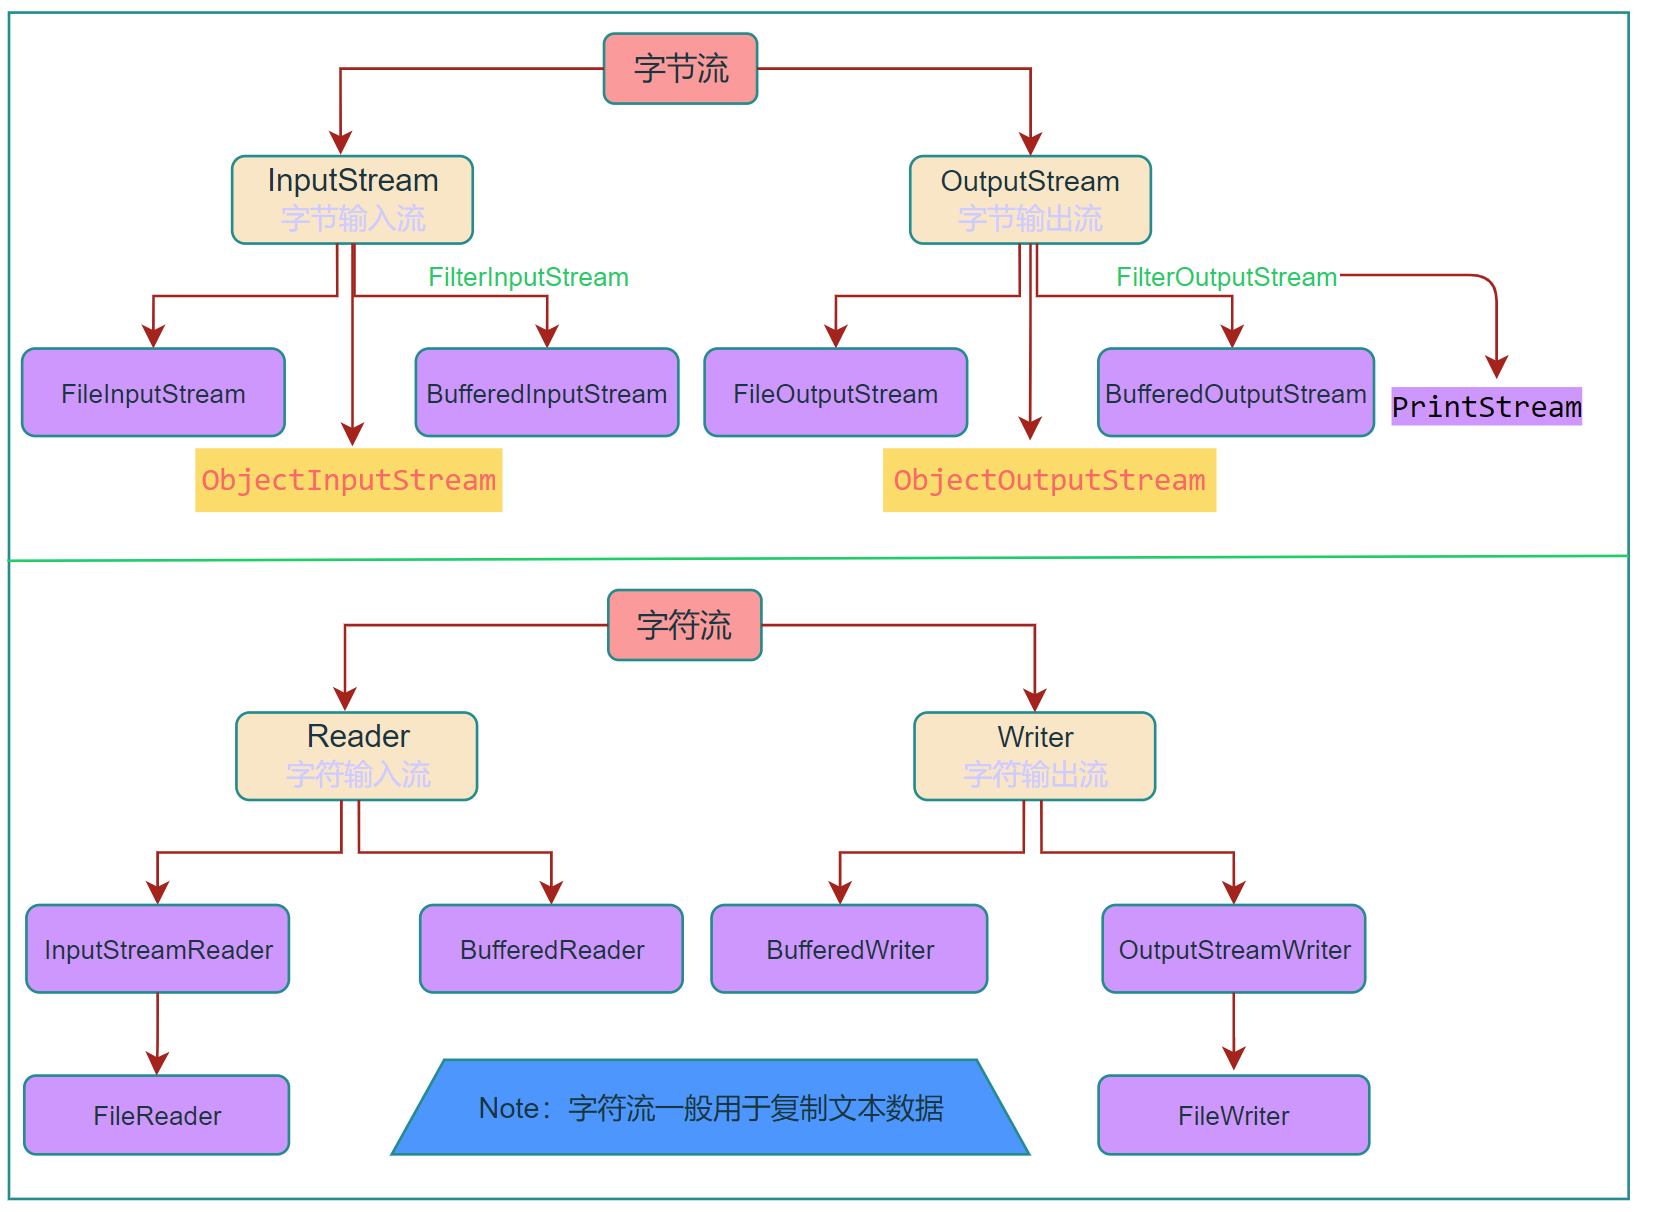 字节流
InputStream
字节输入流
OutputStream
字节输出流
FilterInputStream
FilterOutputStream
FileInputStream
BufferedInputStream
FileOutputStream
BufferedOutputStream
PrintStream
ObjectInputStream
ObjectOutputStream
字符流
Reader
字符输入流
Writer
字符输出流
InputStreamReader
BufferedReader
BufferedWriter
OutputStreamWriter
FileReader
Note：字符流一般用于复制文本数据
FileWriter